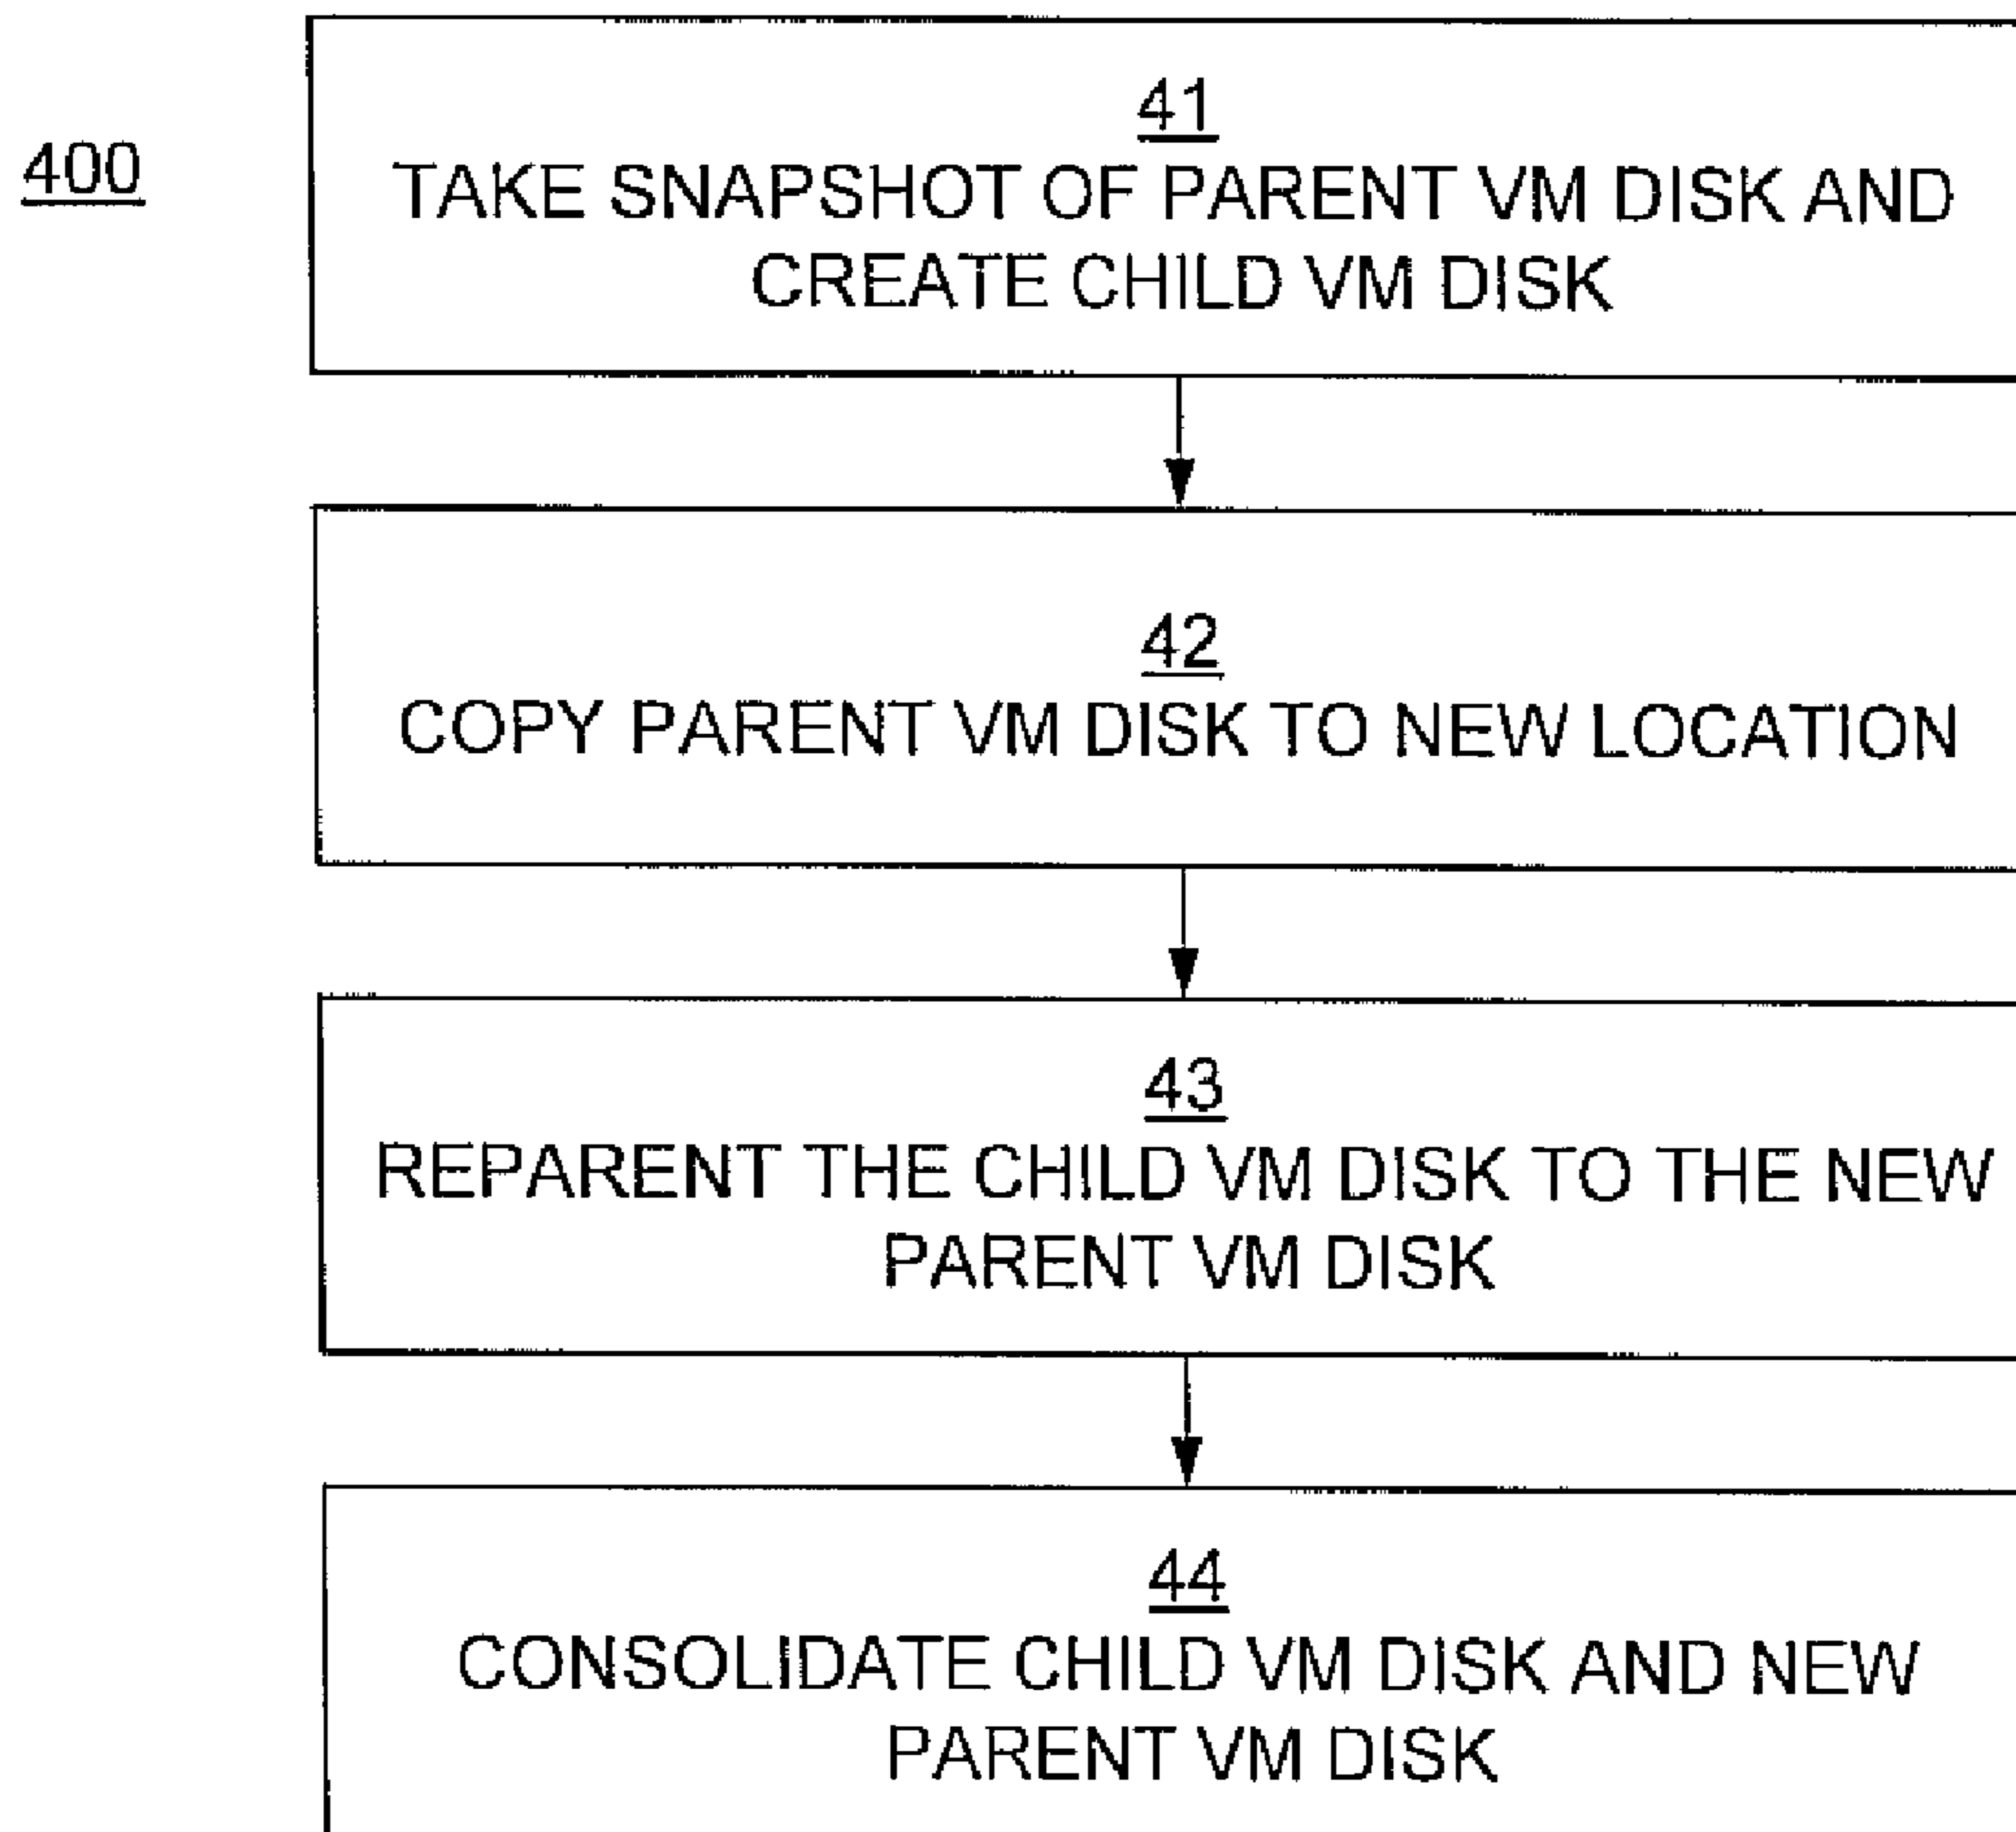 400
41
TAKE SNAPSHOT OF PARENT VM DISK AND
CREATE CHILD VM DISK
42
COPY PARENT VM DISK TO NEW LOCATION
43
REPARENT THE CHILD VM DISK TO THE NEW
PARENT VM DISK
44
CONSOLIDATE CHILD VM DISK AND NEW
PARENT VM DISK